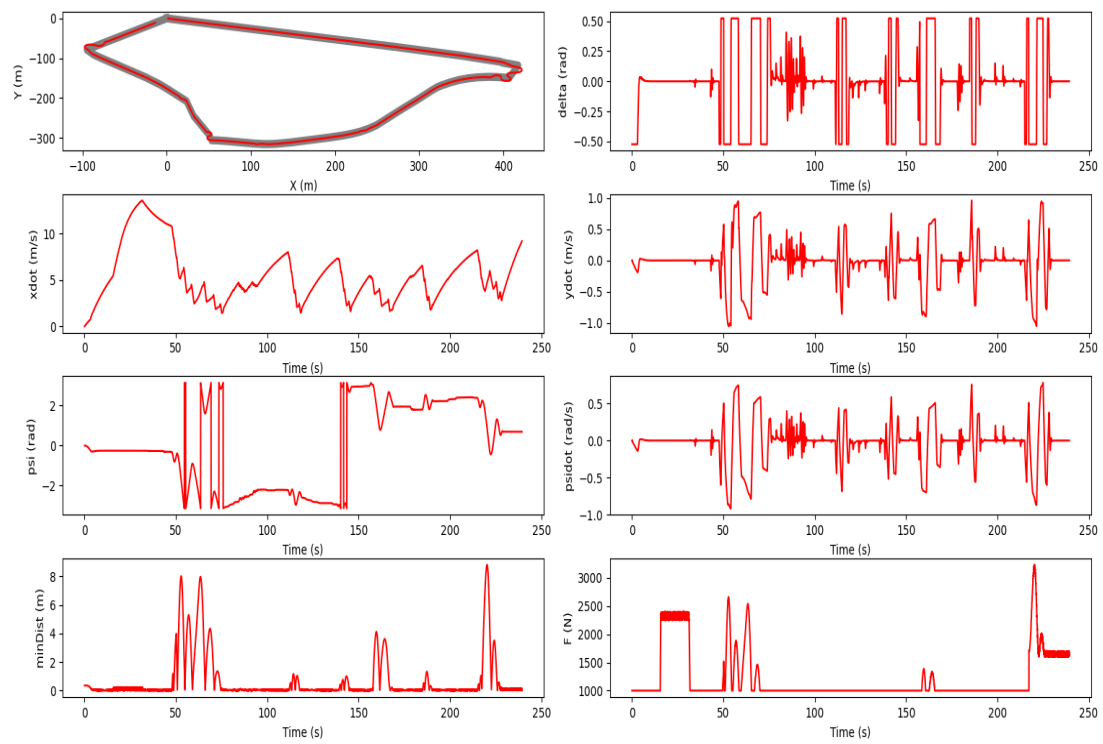 0
−100
−200
−300
Y (m)
−100 0 100 200 300 400
X (m)
0.50
0.25
0.00
−0.25
−0.50
delta (rad)
0 50 100 150 200 250
Time (s)
10
5
0
xdot (m/s)
0 50 100 150 200 250
Time (s)
1.0
0.5
0.0
−0.5
−1.0
ydot (m/s)
0 50 100 150 200 250
Time (s)
2
0
−2
psi (rad)
0 50 100 150 200 250
Time (s)
0.5
0.0
−0.5
−1.0
psidot (rad/s)
0 50 100 150 200 250
Time (s)
8
6
4
2
0
minDist (m)
0 50 100 150 200 250
Time (s)
3000
2500
2000
1500
1000
F (N)
0 50 100 150 200 250
Time (s)